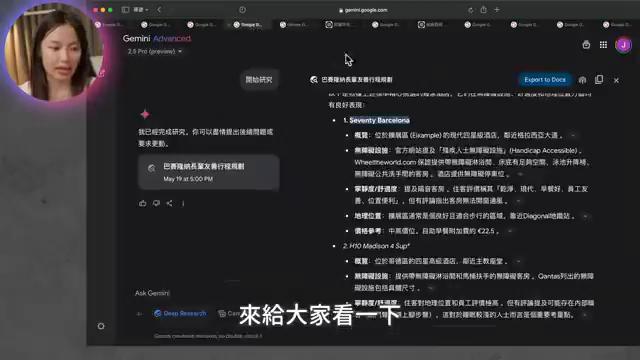 gemini.google.com
Gemini Advanced
2.5 Pro (preview)
開始研究
我已經完成研究。你可以盡情提出後續問題或
要求更動。
巴賽隆納長輩友善行程規劃
May 19 at 5:00 PM
Ask Gemini
Deep Research
巴賽隆納長輩友善行程規劃
Export to Docs
J
有良好表現：
1. Seventy Barcelona
概覽：位於擴展區 (Eixample) 的現代四星級酒店，鄰近格拉西亞大道。
無障礙設施：官方網站提及「殘疾人士無障礙設施」(Handicap Accessible)。
Wheeltheworld.com 保證提供帶無障礙淋浴間、床底有足夠空間、泳池升降椅、
無障礙公共洗手間的客房。酒店提供無障礙停車位。
寧靜度/舒適度：提及隔音客房。住客評價稱其「乾淨、現代、早餐好、員工友
善、位置便利」，但有評論指出客房無法開窗通風。
地理位置：擴展區通常是個良好且適合步行的區域。靠近Diagonal地鐵站。
價格參考：中高價位。自助早餐附加費約 €22.5。
2. H10 Madison 4 Sup*
概覽：位於哥德區的四星高級酒店，鄰近主教座堂。
無障礙設施：提供帶無障礙淋浴間和馬桶扶手的無障礙客房。Qantas列出的無障
礙設施包括具體尺寸。
寧靜度/舒適度：住客對地理位置和員工評價極高。但有評論提及可能存在內部噪
來給大家看一下